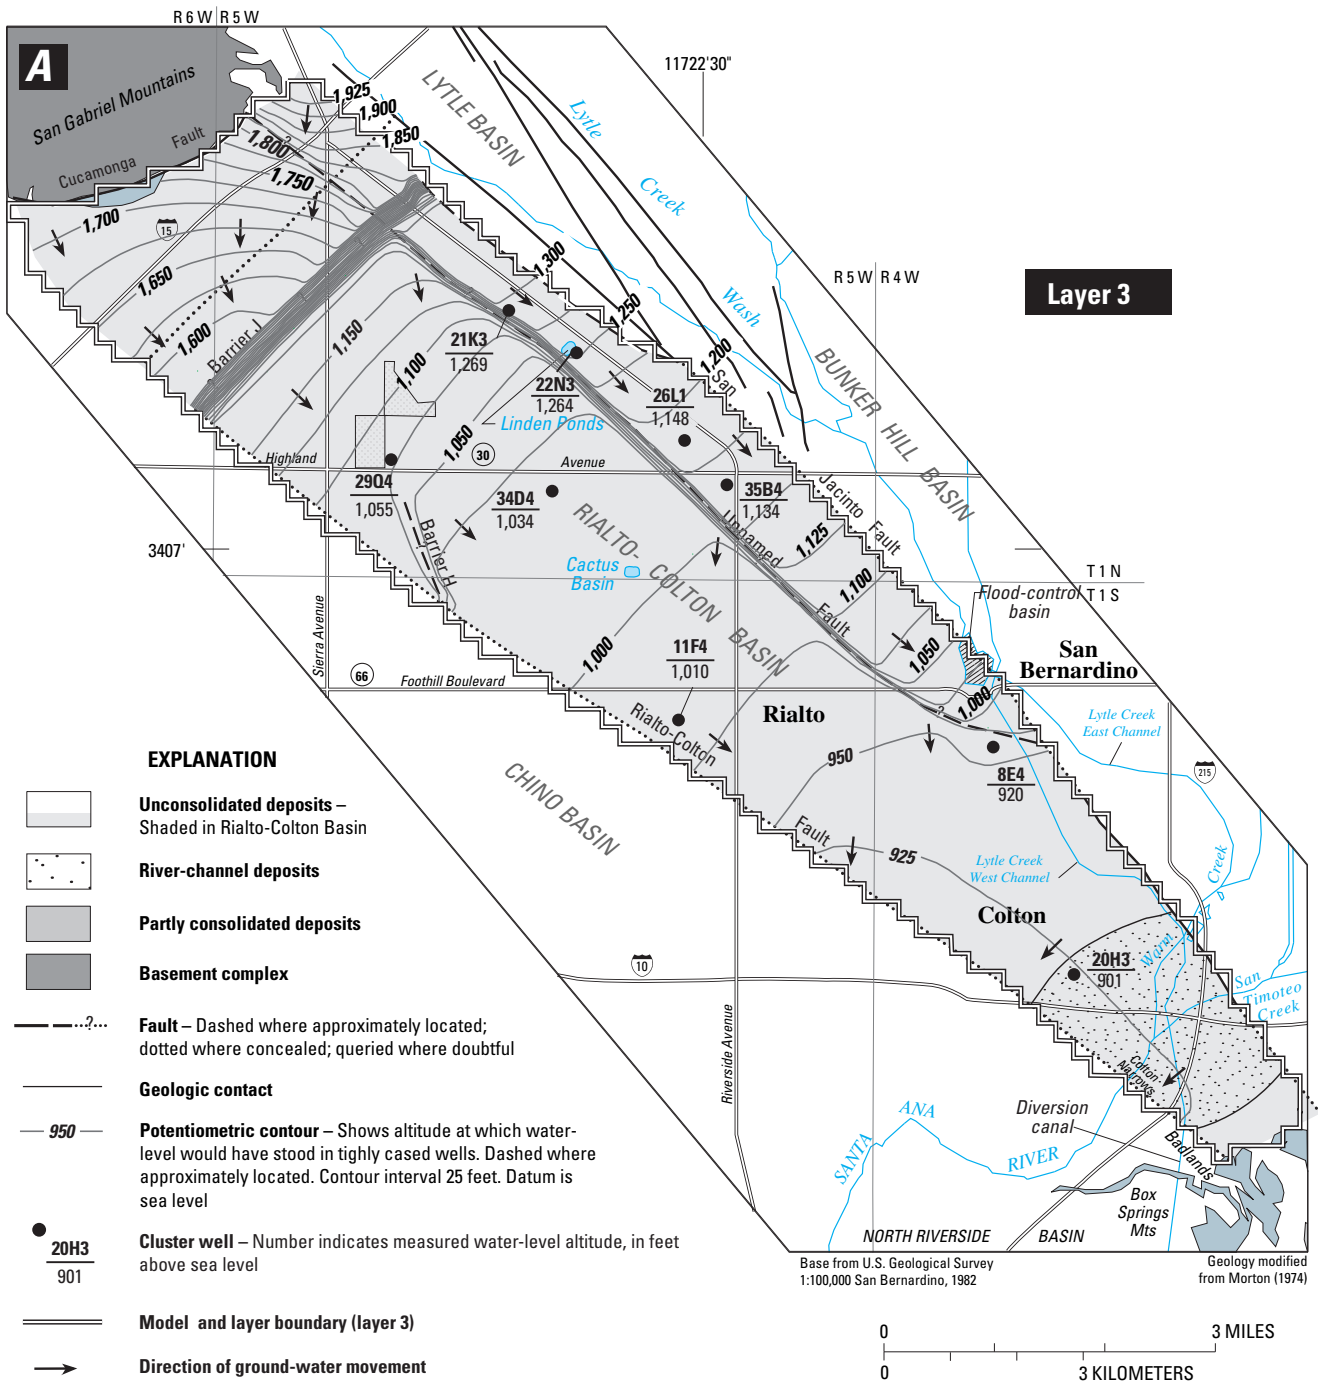 R 6 W R 5 W
A
11722'30"
San Gabriel Mountains
Cucamonga Fault
LYTLE BASIN
Lytle Creek Wash
1,925
1,900
1,850
?
1,800
1,750
1,700
15
1,650
1,600
Barrier J
1,300
1,250
1,200
R 5 W R 4 W
Layer 3
BUNKER HILL BASIN
1,150
1,100
1,050
21K3
1,269
22N3
1,264
Linden Ponds
26L1
1,148
San Jacinto Fault
30
Highland Avenue
29Q4
1,055
34D4
1,034
35B4
1,134
RIALTO-COLTON BASIN
Unnamed Fault
1,125
3407'
Barrier H
Cactus
Basin
1,100
T 1 N
T 1 S
Flood-control
basin
Sierra Avenue
1,000
11F4
1,010
1,050
San
Bernardino
66
Foothill Boulevard
1,000
?
Rialto
Rialto-Colton Fault
Lytle Creek
East Channel
950
8E4
920
215
CHINO BASIN
925
Lytle Creek
West Channel
Colton
Warm Creek
20H3
901
San
Timoteo
Creek
10
Riverside Avenue
Colton
Narrows
Diversion
canal
SANTA ANA RIVER
Badlands
Box
Springs
Mts
NORTH RIVERSIDE BASIN
Base from U.S. Geological Survey
1:100,000 San Bernardino, 1982
Geology modified
from Morton (1974)
0 3 MILES
0 3 KILOMETERS
EXPLANATION
Unconsolidated deposits –
Shaded in Rialto-Colton Basin
River-channel deposits
Partly consolidated deposits
Basement complex
? Fault – Dashed where approximately located;
dotted where concealed; queried where doubtful
Geologic contact
950 Potentiometric contour – Shows altitude at which water-
level would have stood in tighly cased wells. Dashed where
approximately located. Contour interval 25 feet. Datum is
sea level
20H3
901
Cluster well – Number indicates measured water-level altitude, in feet
above sea level
Model and layer boundary (layer 3)
Direction of ground-water movement